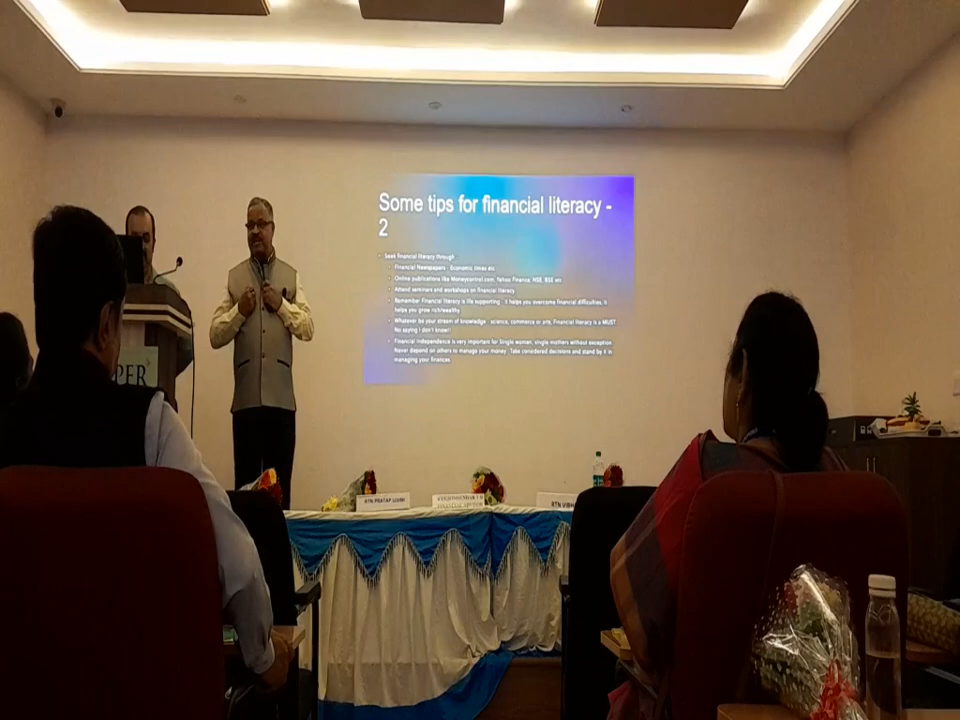 Some tips for financial literacy -
2
Seek financial literacy through
Financial Newspapers - Economic times etc
Online publications like Moneycontrol.com, Yahoo Finance, NSE, BSE etc
Attend seminars and workshops on financial literacy
Remember Financial literacy is life supporting - it helps you overcome financial difficulties, it
helps you grow rich/wealthy
Whatever be your stream of knowledge - science, commerce or arts, Financial literacy is a MUST.
No saying I don't know!
Financial independence is very important for Single women, single mothers without exception
Never depend on others to manage your money. Take considered decisions and stand by it in
managing your finances
PER
RTN PRATAP
FINANCIAL ADVISOR
RTN